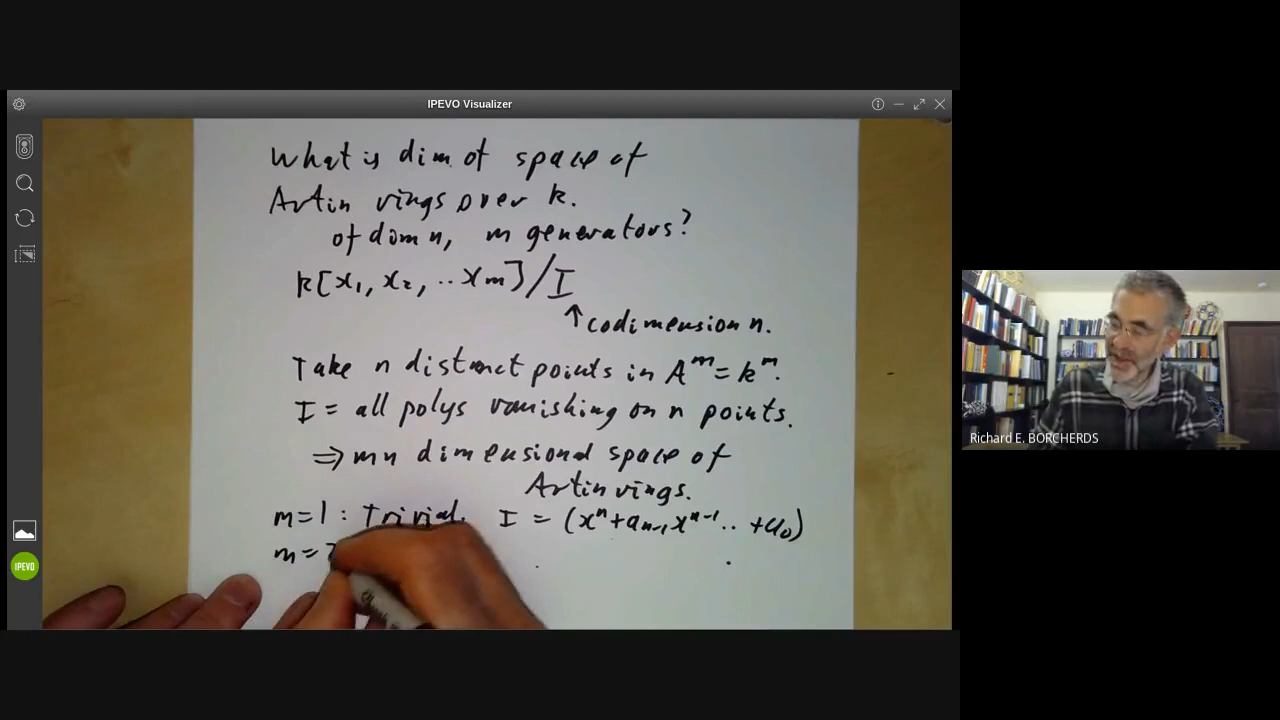 IPEVO Visualizer
What is dim of space of
Artin rings over k.
of dim n, m generators?
k[x₁, x₂, ..xₘ]/I
↑ codimension n.
Take n distinct points in Aᵐ = kᵐ.
I = all polys vanishing on n points.
⇒ mn dimensional space of
Artin rings.
m=1 : Trivial. I = (xⁿ+aₙ₋₁xⁿ⁻¹.. +a₀)
m=
IPEVO
Richard E. BORCHERDS